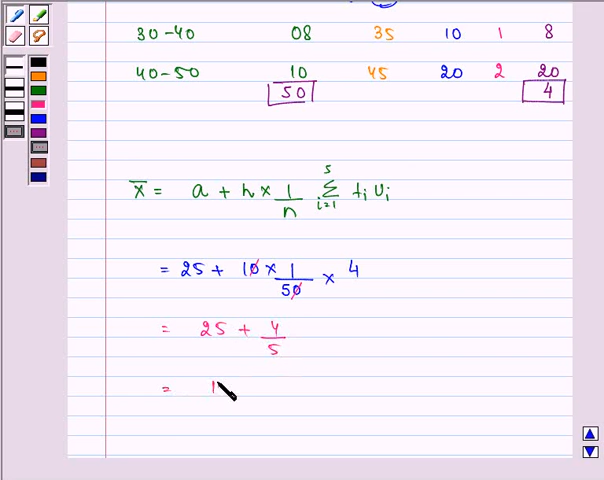 30-40 08 35 10 1 8
40-50 10 45 20 2 20
50 4
x̄ = a + h × 1/n Σ i=1 5 fi ui
= 25 + 10 × 1/50 × 4
= 25 + 4/5
= 1